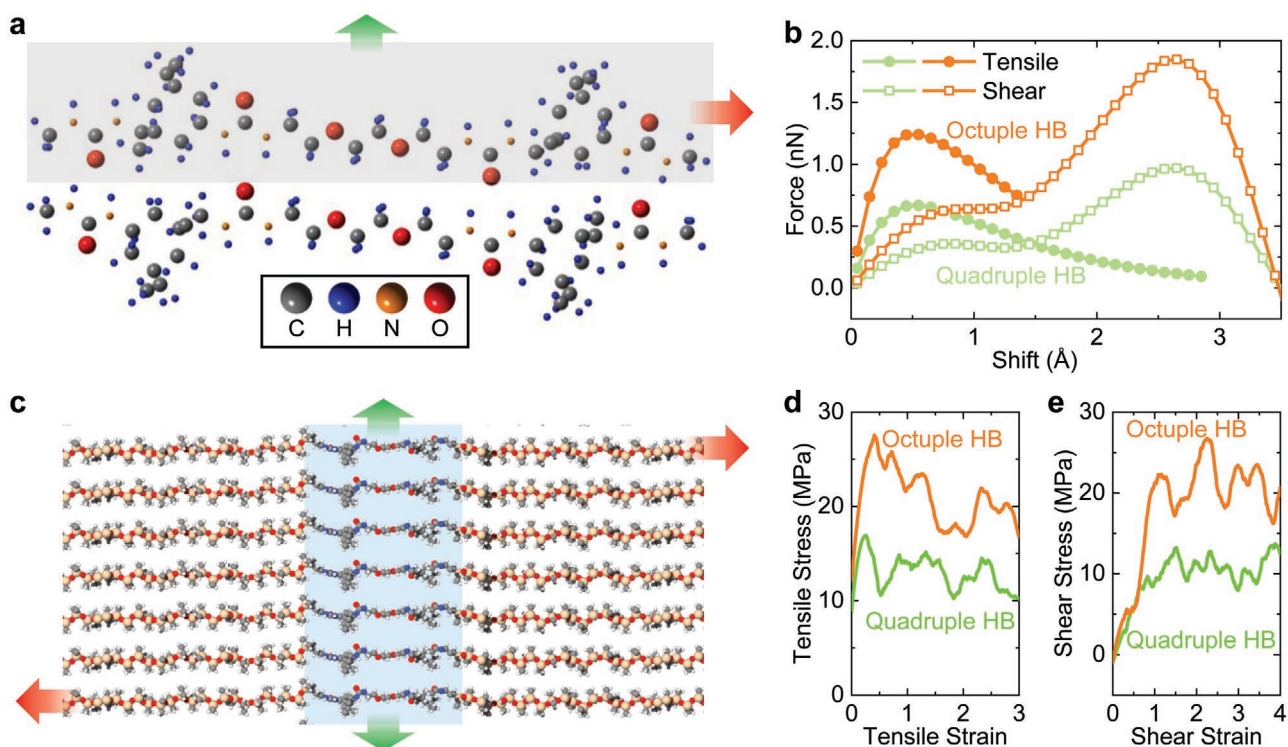 a
C H N O
b
2.0
1.5
1.0
0.5
0.0
Force (nN)
Tensile
Shear
Octuple HB
Quadruple HB
0 1 2 3
Shift (Å)
c
d
30
20
10
0
Tensile Stress (MPa)
Octuple HB
Quadruple HB
0 1 2 3
Tensile Strain
e
30
20
10
0
Shear Stress (MPa)
Octuple HB
Quadruple HB
0 1 2 3 4
Shear Strain